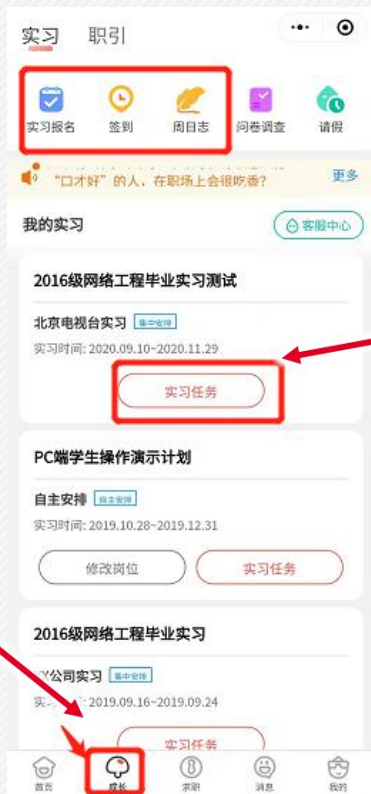 实习 职引
实习报名 签到 周日志 问卷调查 请假
“口才好”的人，在职场上会很吃香？ 更多
我的实习 客服中心
2016级网络工程毕业实习测试
北京电视台实习 集中安排
实习时间: 2020.09.10~2020.11.29
实习任务
PC端学生操作演示计划
自主安排 自主安排
实习时间: 2019.10.28~2019.12.31
修改岗位 实习任务
2016级网络工程毕业实习
公司实习 集中安排
实 2019.09.16~2019.09.24
实习任务
首页 成长 求职 消息 我的